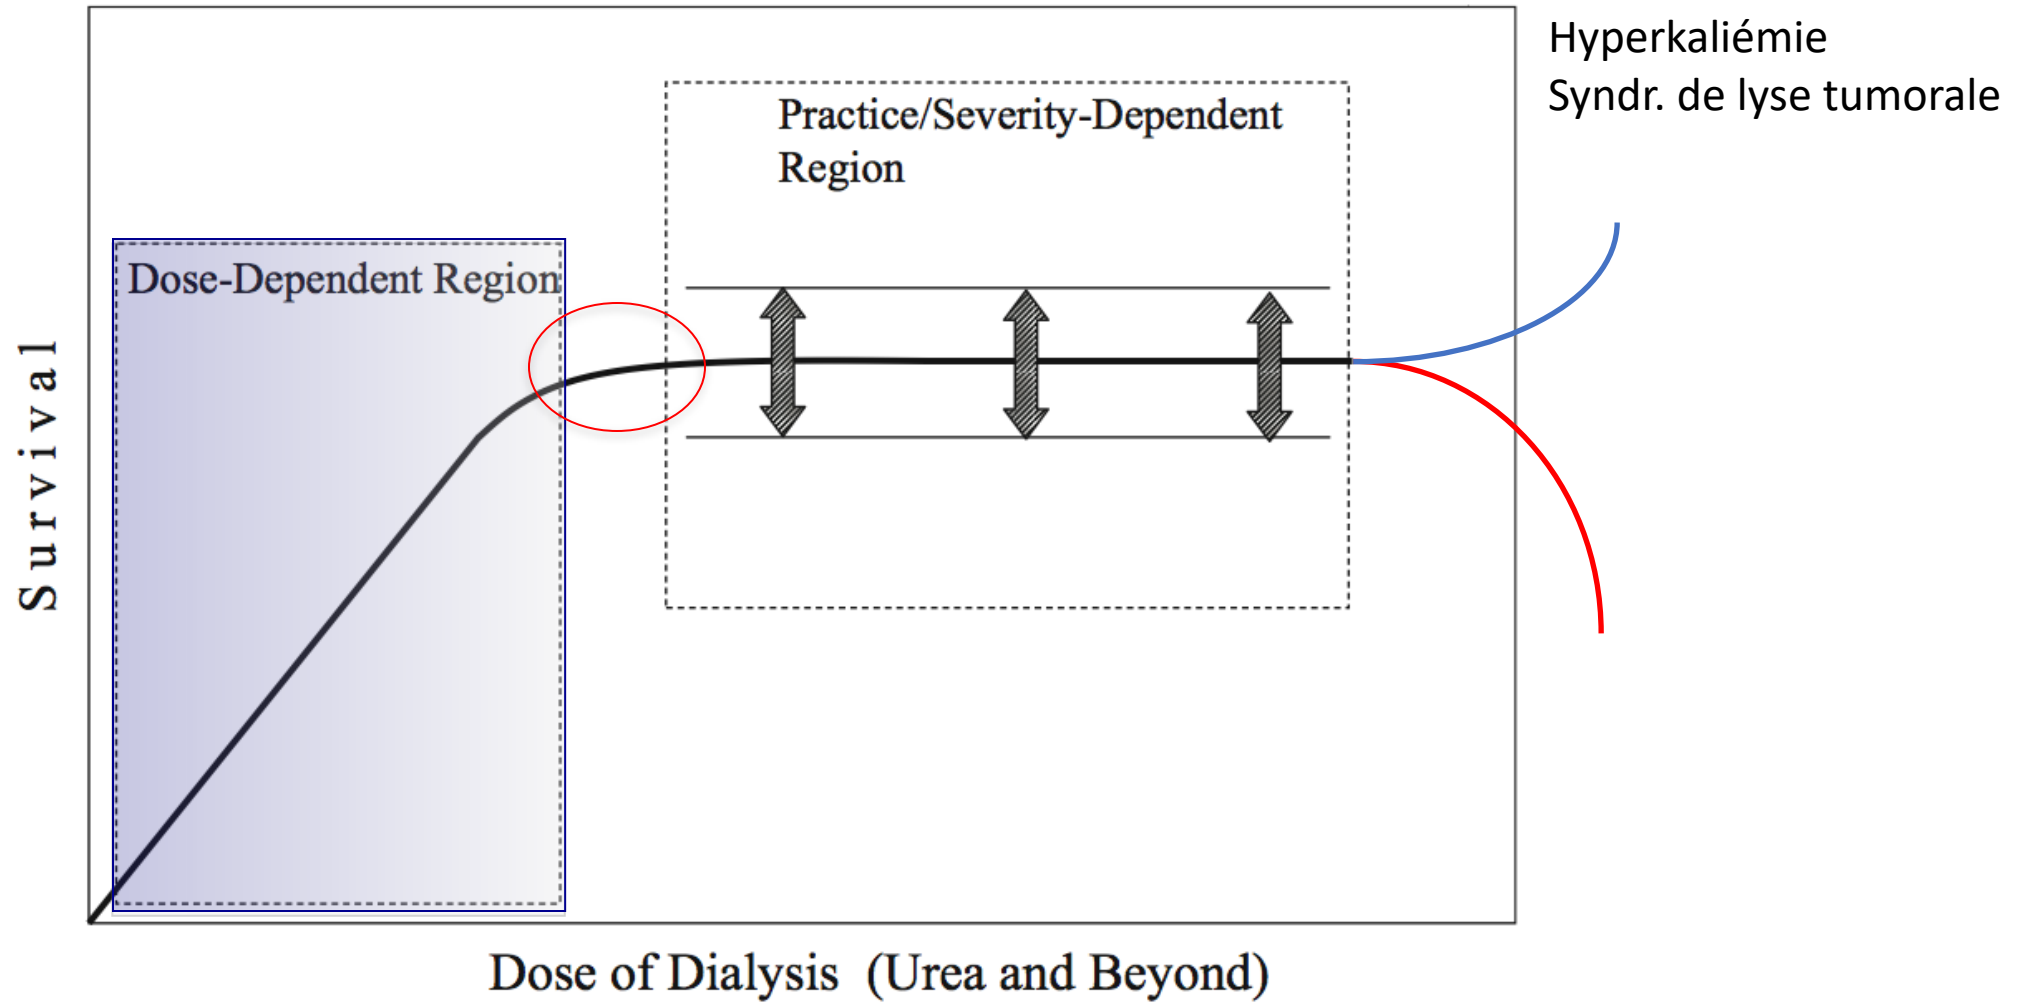 Hyperkaliémie
Syndr. de lyse tumorale
Practice/Severity-Dependent
Region
Dose-Dependent Region
Survival
Dose of Dialysis (Urea and Beyond)